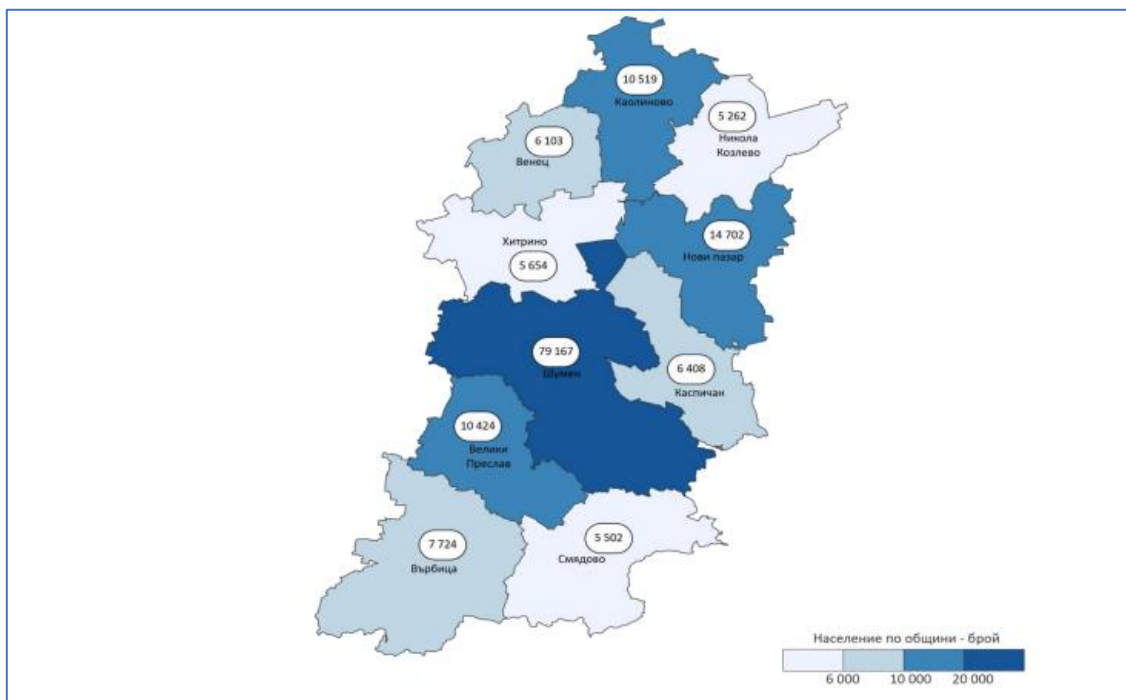 10 519
Каолиново
5 262
Никола
Козлево
6 103
Венец
14 702
Нови пазар
Хитрино
5 654
79 167
Шумен
6 408
Каспичан
10 424
Велики
Преслав
7 724
Върбица
5 502
Смядово
Население по общини - брой
6 000 10 000 20 000